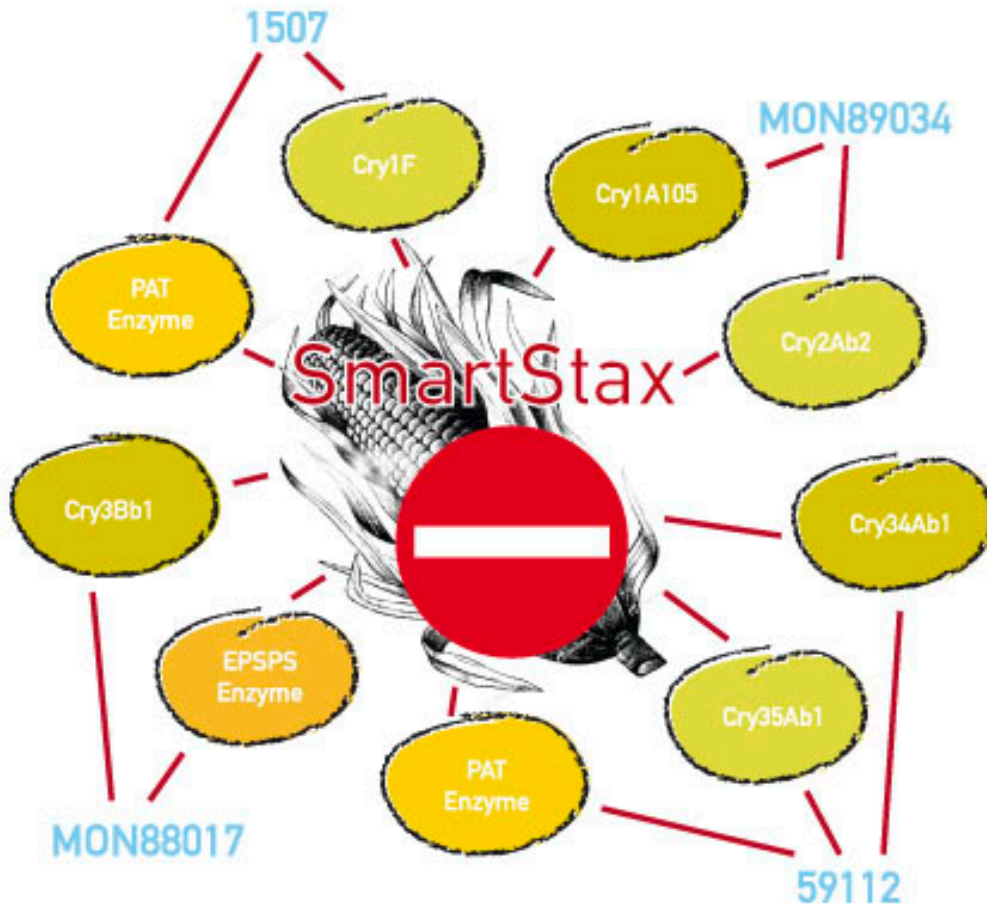 1507
MON89034
Cry1F
Cry1A105
PAT
Enzyme
Cry2Ab2
SmartStax
Cry3Bb1
Cry34Ab1
EPSPS
Enzyme
Cry35Ab1
PAT
Enzyme
MON88017
59112